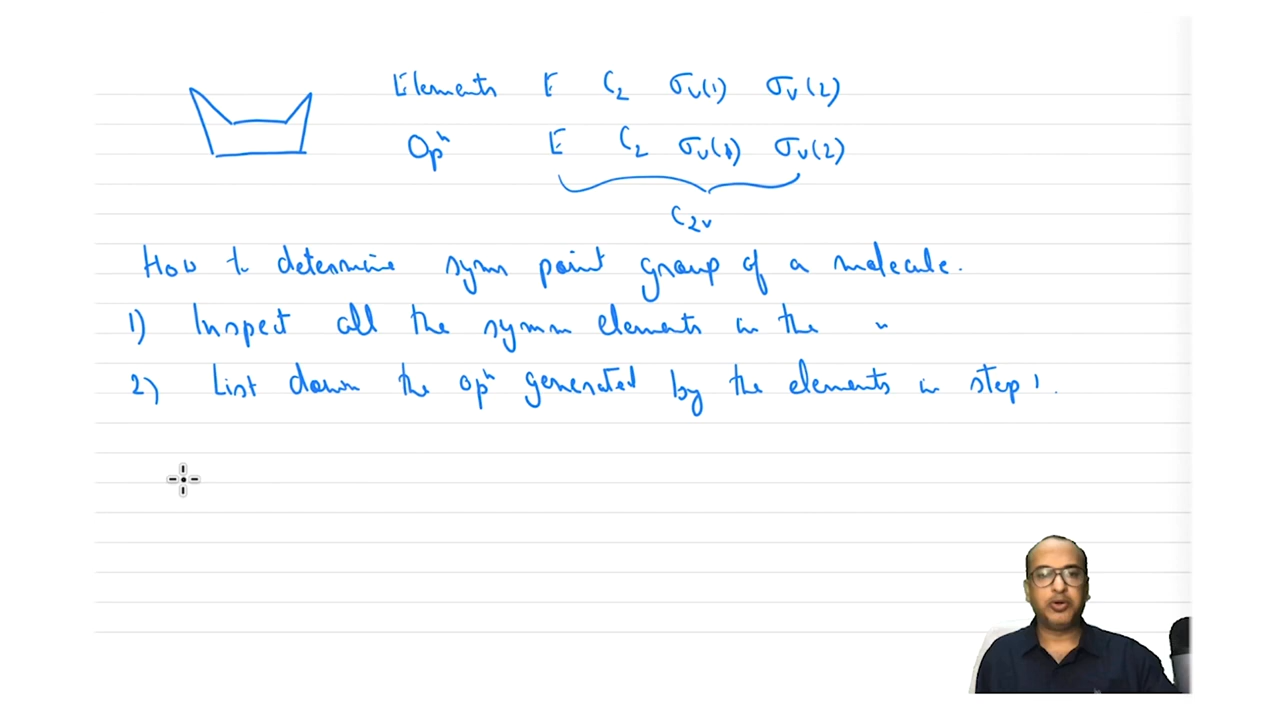 Elements E C₂ σv(1) σv(2)
Opⁿ E C₂ σv(1) σv(2)
C₂v
How to determine symm point group of a molecule.
1) Inspect all the symm elements in the "
2) List down the opⁿ generated by the elements in step 1.